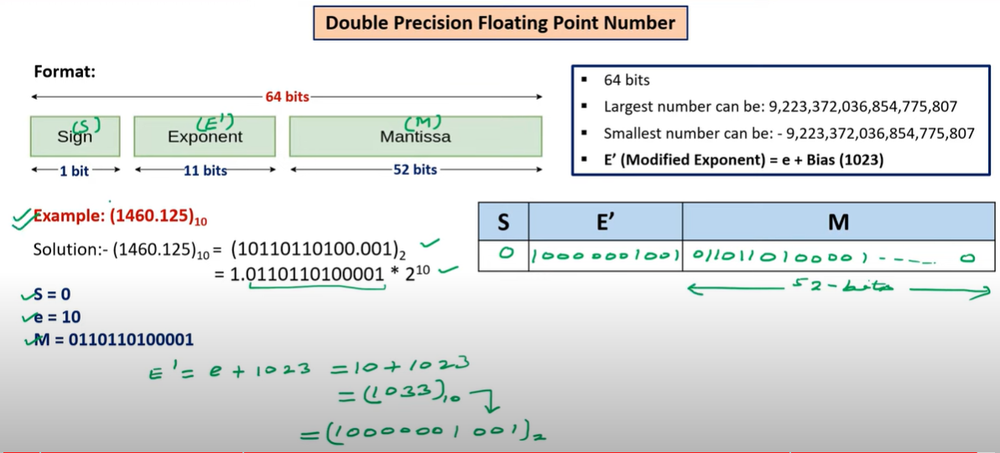 Double Precision Floating Point Number
Format:
64 bits
(S) (E') (M)
Sign Exponent Mantissa
1 bit 11 bits 52 bits
▪ 64 bits
▪ Largest number can be: 9,223,372,036,854,775,807
▪ Smallest number can be: - 9,223,372,036,854,775,807
▪ E’ (Modified Exponent) = e + Bias (1023)
Example: (1460.125)₁₀
Solution:- (1460.125)₁₀ = (10110110100.001)₂
= 1.0110110100001 * 2¹⁰
S = 0
e = 10
M = 0110110100001
S E’ M
0 10000001001 0110110100001 - - - - - 0
52-bits
E' = e + 1023 = 10 + 1023
= (1033)₁₀
= (10000001001)₂